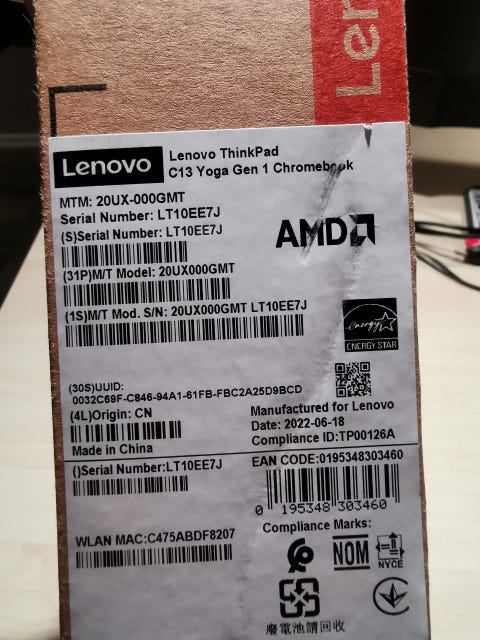 Len
Lenovo
Lenovo ThinkPad
C13 Yoga Gen 1 Chromebook
MTM: 20UX-000GMT
Serial Number: LT10EE7J
(S)Serial Number: LT10EE7J
AMD
(31P)M/T Model: 20UX000GMT
(1S)M/T Mod. S/N: 20UX000GMT LT10EE7J
energy
ENERGY STAR
(30S)UUID:
0032C69F-C846-94A1-61FB-FBC2A25D9BCD
(4L)Origin: CN
Made in China
Manufactured for Lenovo
Date: 2022-06-18
Compliance ID:TP00126A
()Serial Number:LT10EE7J
EAN CODE:0195348303460
0 195348 303460
WLAN MAC:C475ABDF8207
Compliance Marks:
NOM
NYCE
廢電池請回收